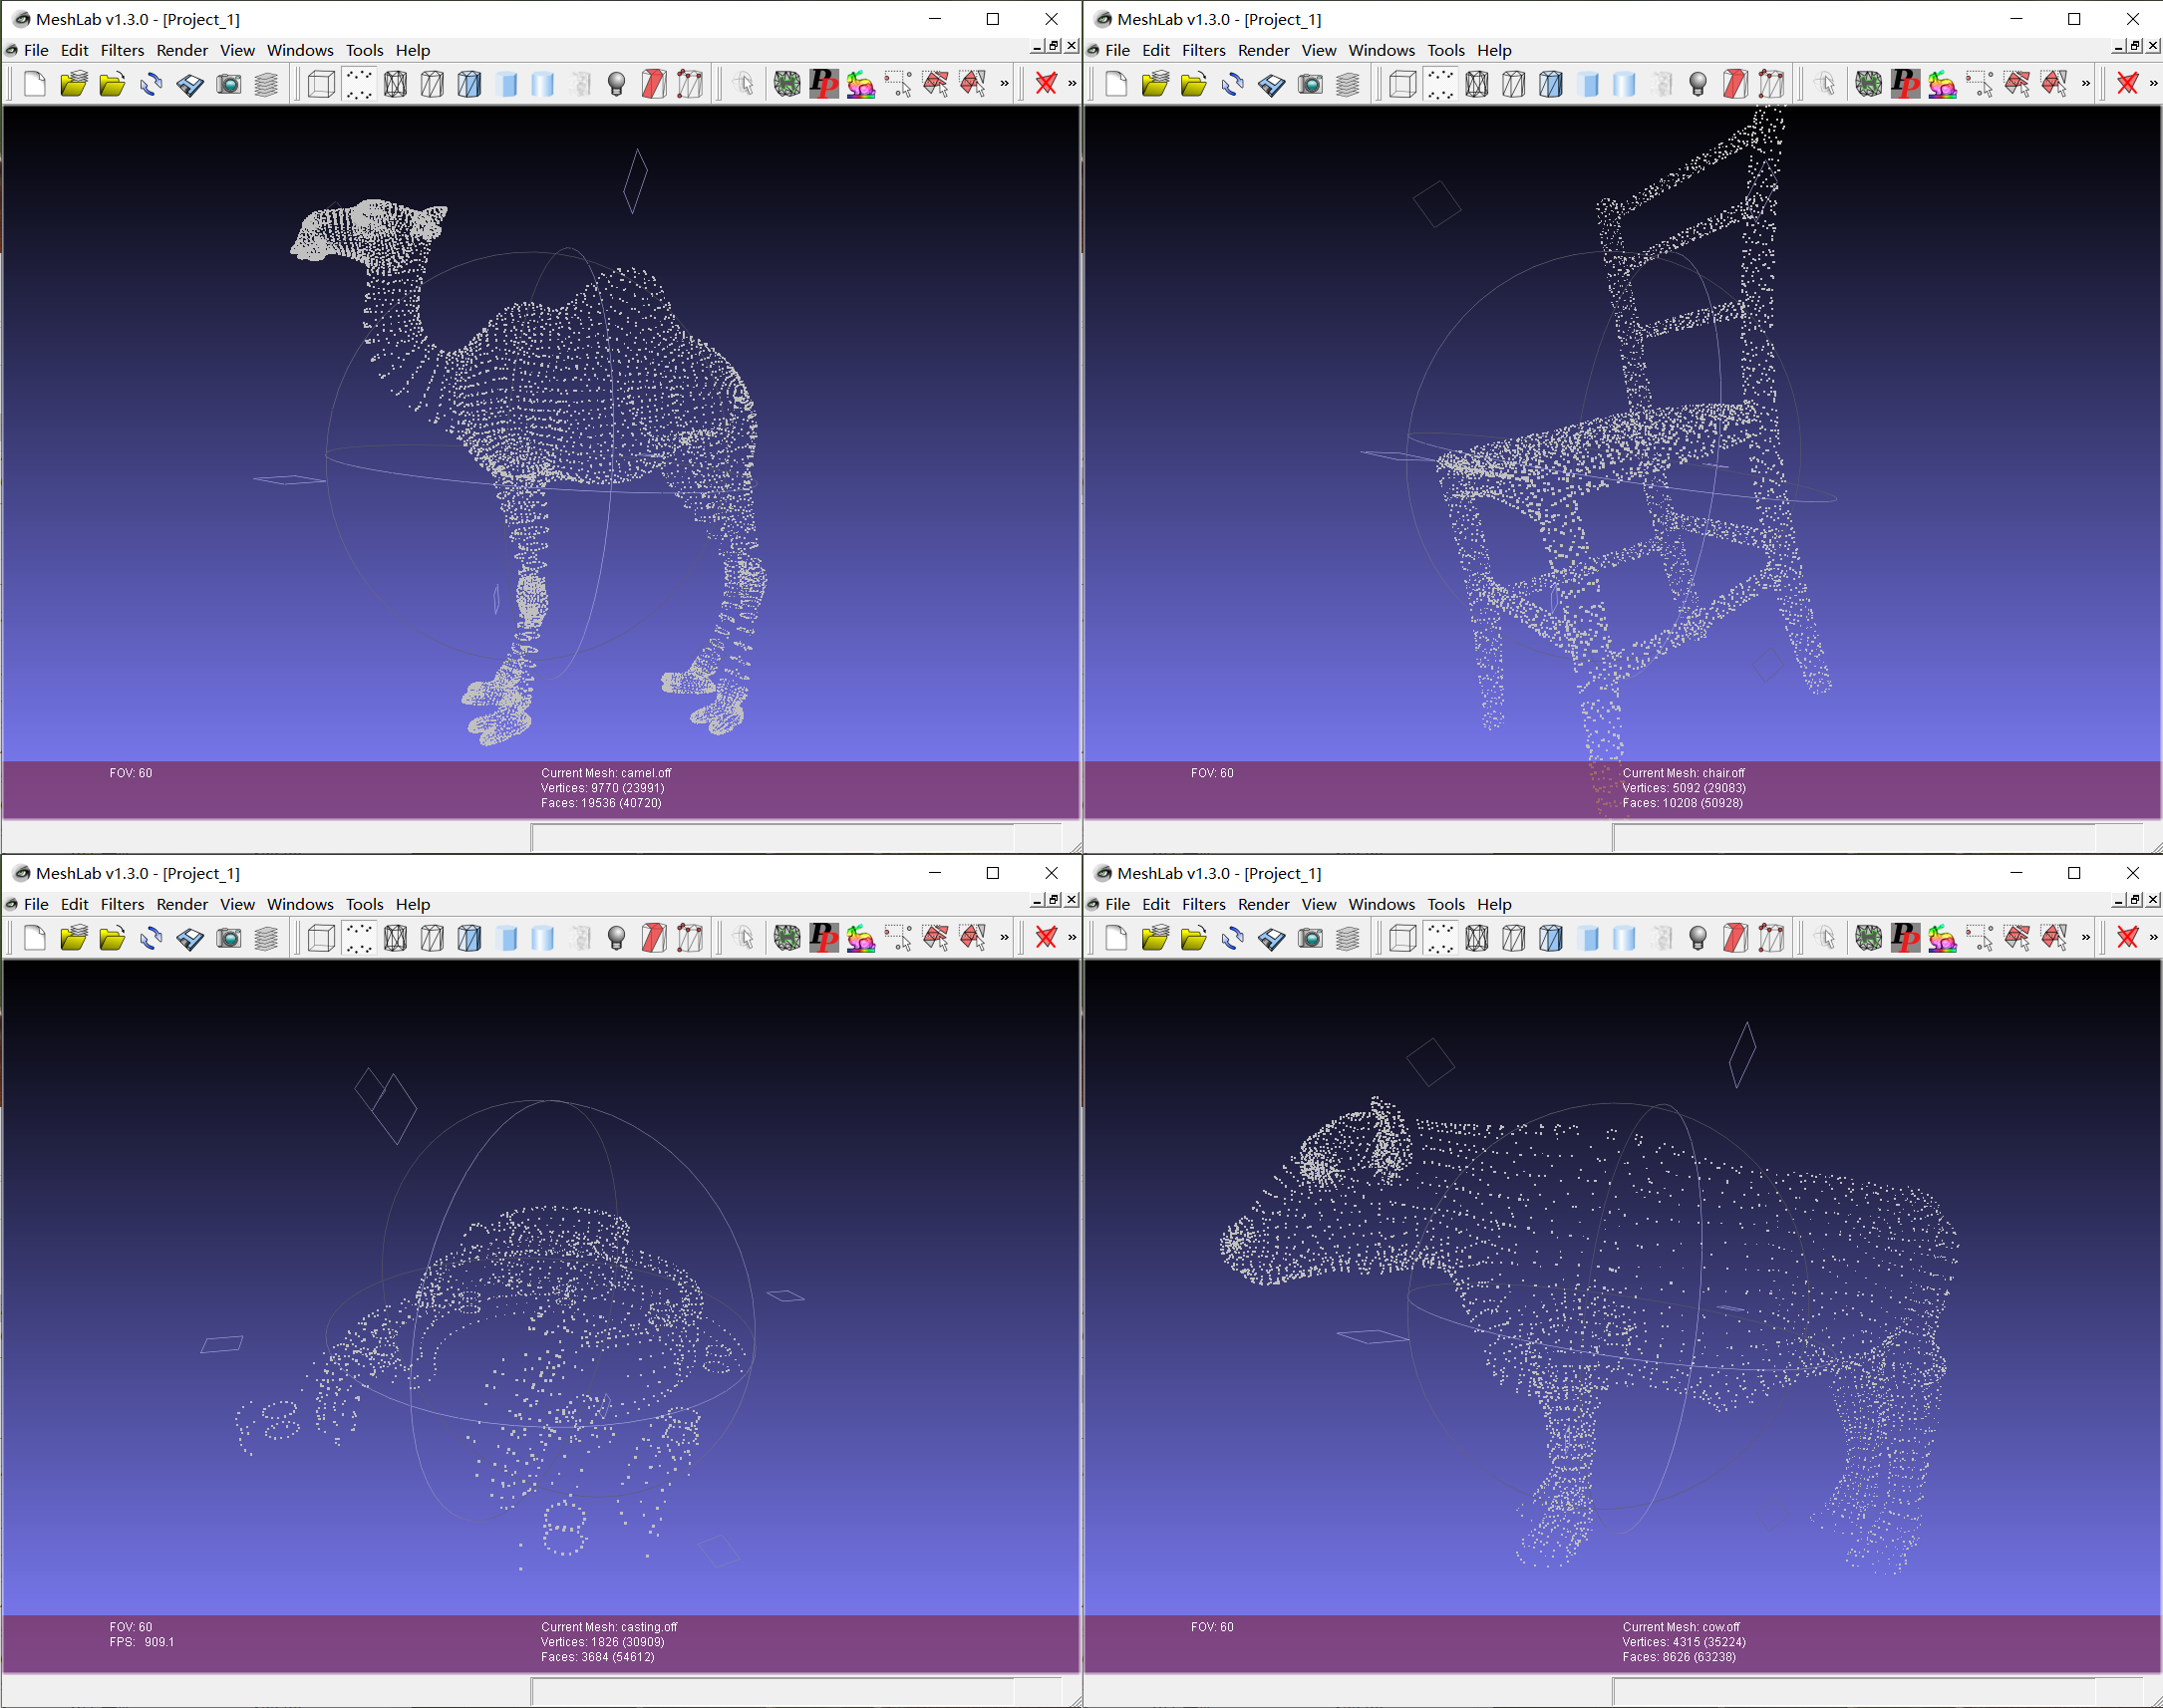 MeshLab v1.3.0 - [Project_1]
File Edit Filters Render View Windows Tools Help
FOV: 60
Current Mesh: camel.off
Vertices: 9770 (23991)
Faces: 19536 (40720)
MeshLab v1.3.0 - [Project_1]
File Edit Filters Render View Windows Tools Help
FOV: 60
Current Mesh: chair.off
Vertices: 5092 (29083)
Faces: 10208 (50928)
MeshLab v1.3.0 - [Project_1]
File Edit Filters Render View Windows Tools Help
FOV: 60
FPS: 909.1
Current Mesh: casting.off
Vertices: 1826 (30909)
Faces: 3684 (54612)
MeshLab v1.3.0 - [Project_1]
File Edit Filters Render View Windows Tools Help
FOV: 60
Current Mesh: cow.off
Vertices: 4315 (35224)
Faces: 8626 (63238)